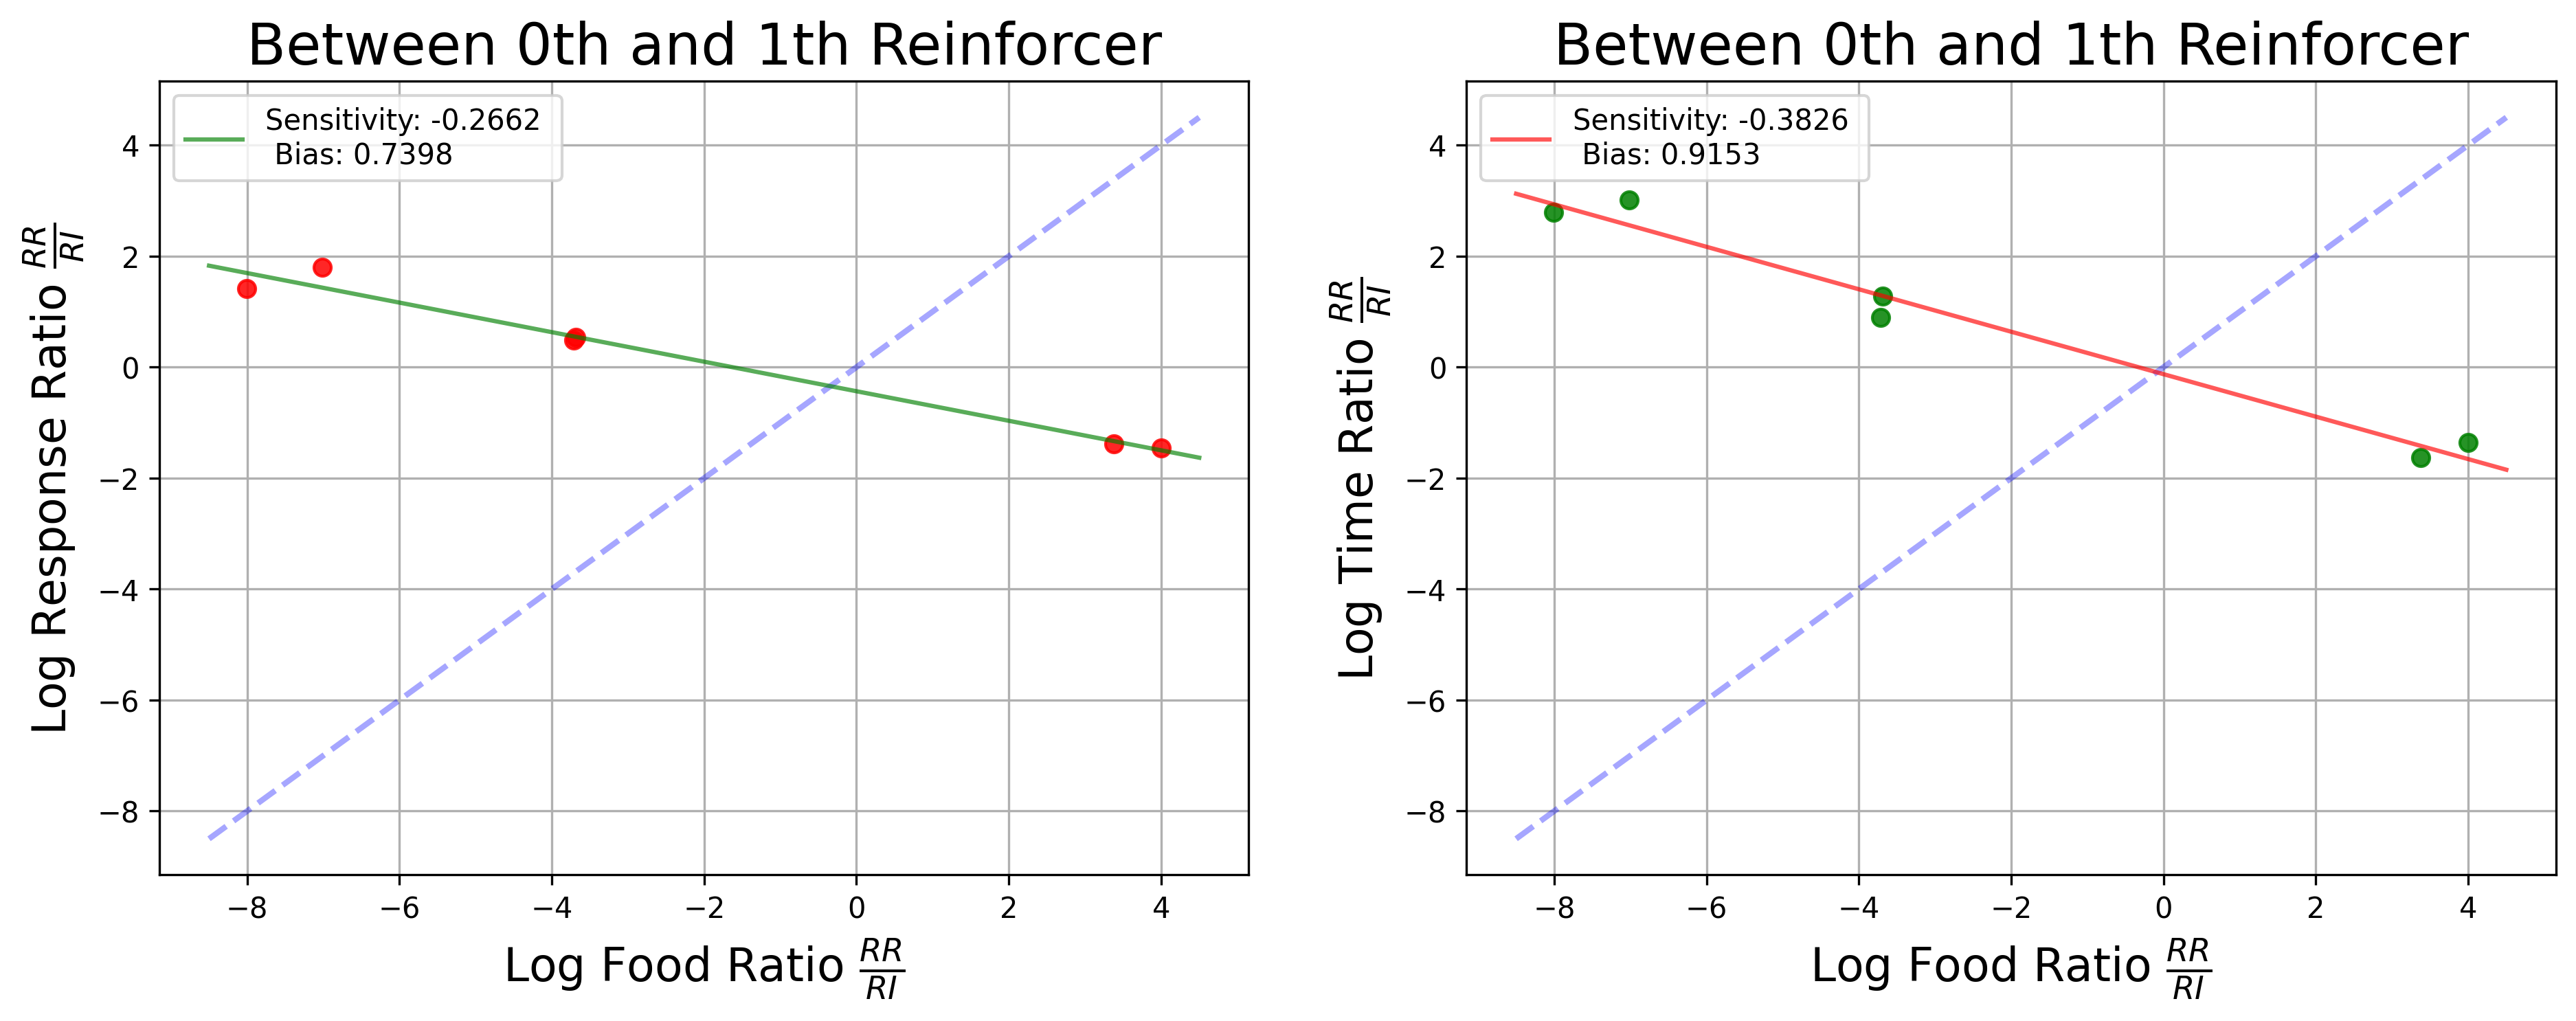 Between 0th and 1th Reinforcer
Sensitivity: -0.2662
Bias: 0.7398
4
2
0
−2
−4
−6
−8
Log Response Ratio RR/RI
−8 −6 −4 −2 0 2 4
Log Food Ratio RR/RI
Between 0th and 1th Reinforcer
Sensitivity: -0.3826
Bias: 0.9153
4
2
0
−2
−4
−6
−8
Log Time Ratio RR/RI
−8 −6 −4 −2 0 2 4
Log Food Ratio RR/RI